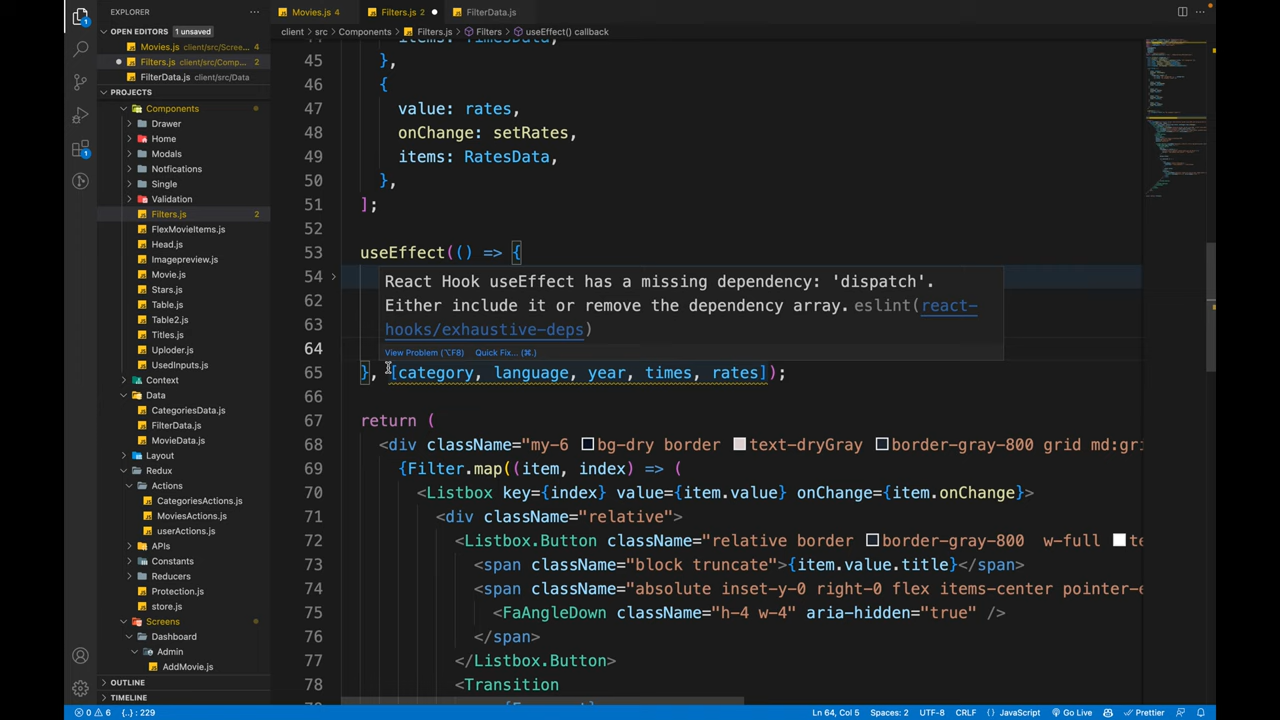 EXPLORER
OPEN EDITORS 1 unsaved
Movies.js client/src/Scree... 4
Filters.js client/src/Comp... 2
FilterData.js client/src/Data
PROJECTS
Components
Drawer
Home
Modals
Notfications
Single
Validation
Filters.js 2
FlexMovieItems.js
Head.js
Imagepreview.js
Movie.js
Stars.js
Table.js
Table2.js
Titles.js
Uploder.js
UsedInputs.js
Context
Data
CategoriesData.js
FilterData.js
MovieData.js
Layout
Redux
Actions
CategoriesActions.js
MoviesActions.js
userActions.js
APIs
Constants
Reducers
Protection.js
store.js
Screens
Dashboard
Admin
AddMovie.js
OUTLINE
TIMELINE
Movies.js 4 Filters.js 2 FilterData.js
client > src > Components > Filters.js > Filters > useEffect() callback
44 items: TimesData,
45 },
46 {
47 value: rates,
48 onChange: setRates,
49 items: RatesData,
50 },
51 ];
52
53 useEffect(() => {
54
62
63
64
React Hook useEffect has a missing dependency: 'dispatch'.
Either include it or remove the dependency array. eslint(react-
hooks/exhaustive-deps)
View Problem (⌥F8) Quick Fix... (⌘.)
65 }, [category, language, year, times, rates]);
66
67 return (
68 <div className="my-6 bg-dry border text-dryGray border-gray-800 grid md:gri
69 {Filter.map((item, index) => (
70 <Listbox key={index} value={item.value} onChange={item.onChange}>
71 <div className="relative">
72 <Listbox.Button className="relative border border-gray-800 w-full te
73 <span className="block truncate">{item.value.title}</span>
74 <span className="absolute inset-y-0 right-0 flex items-center pointer-e
75 <FaAngleDown className="h-4 w-4" aria-hidden="true" />
76 </span>
77 </Listbox.Button>
78 <Transition
0 6 {..} : 229 Ln 64, Col 5 Spaces: 2 UTF-8 CRLF {} JavaScript Go Live Prettier